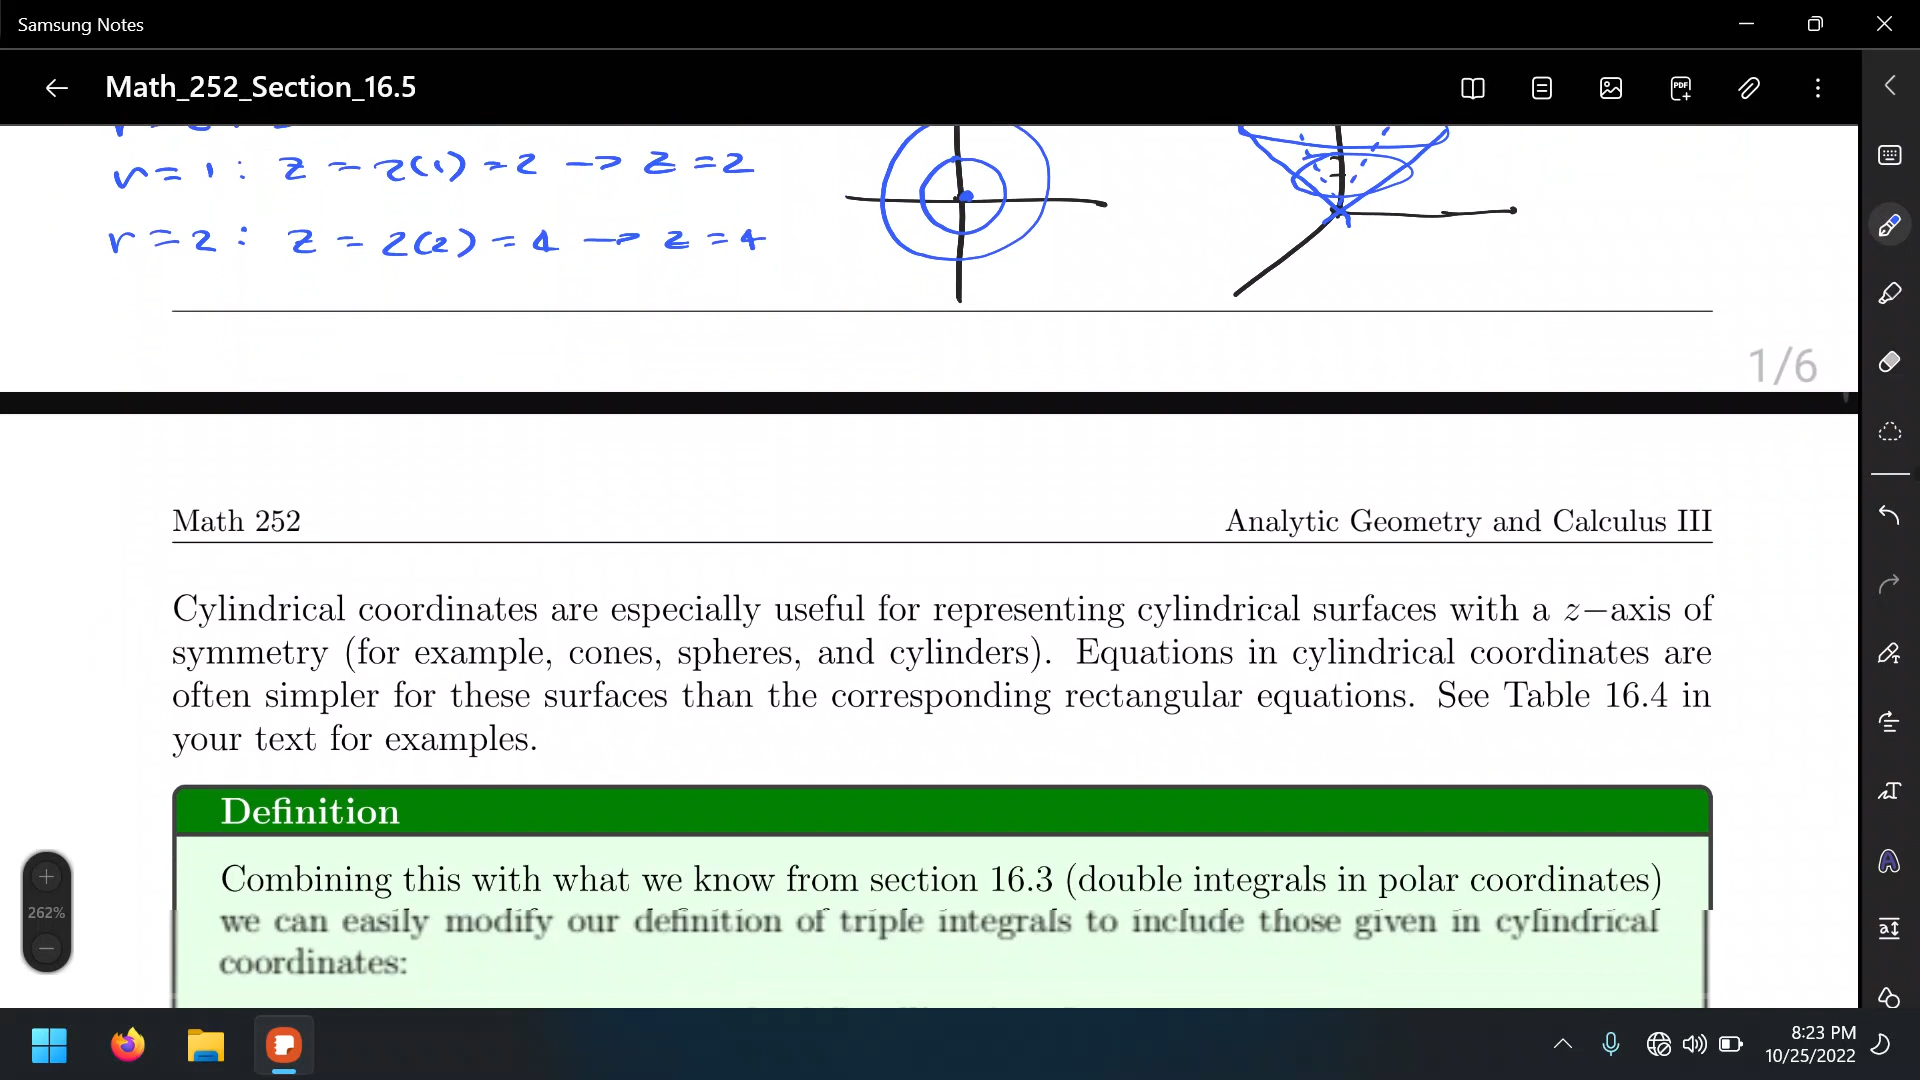 Samsung Notes
Math_252_Section_16.5
r = 1 : z = 2(1) = 2 → z = 2
r = 2 : z = 2(2) = 4 → z = 4
1/6
Math 252 Analytic Geometry and Calculus III
Cylindrical coordinates are especially useful for representing cylindrical surfaces with a z−axis of
symmetry (for example, cones, spheres, and cylinders). Equations in cylindrical coordinates are
often simpler for these surfaces than the corresponding rectangular equations. See Table 16.4 in
your text for examples.
Definition
Combining this with what we know from section 16.3 (double integrals in polar coordinates)
we can easily modify our definition of triple integrals to include those given in cylindrical
coordinates:
262%
8:23 PM
10/25/2022